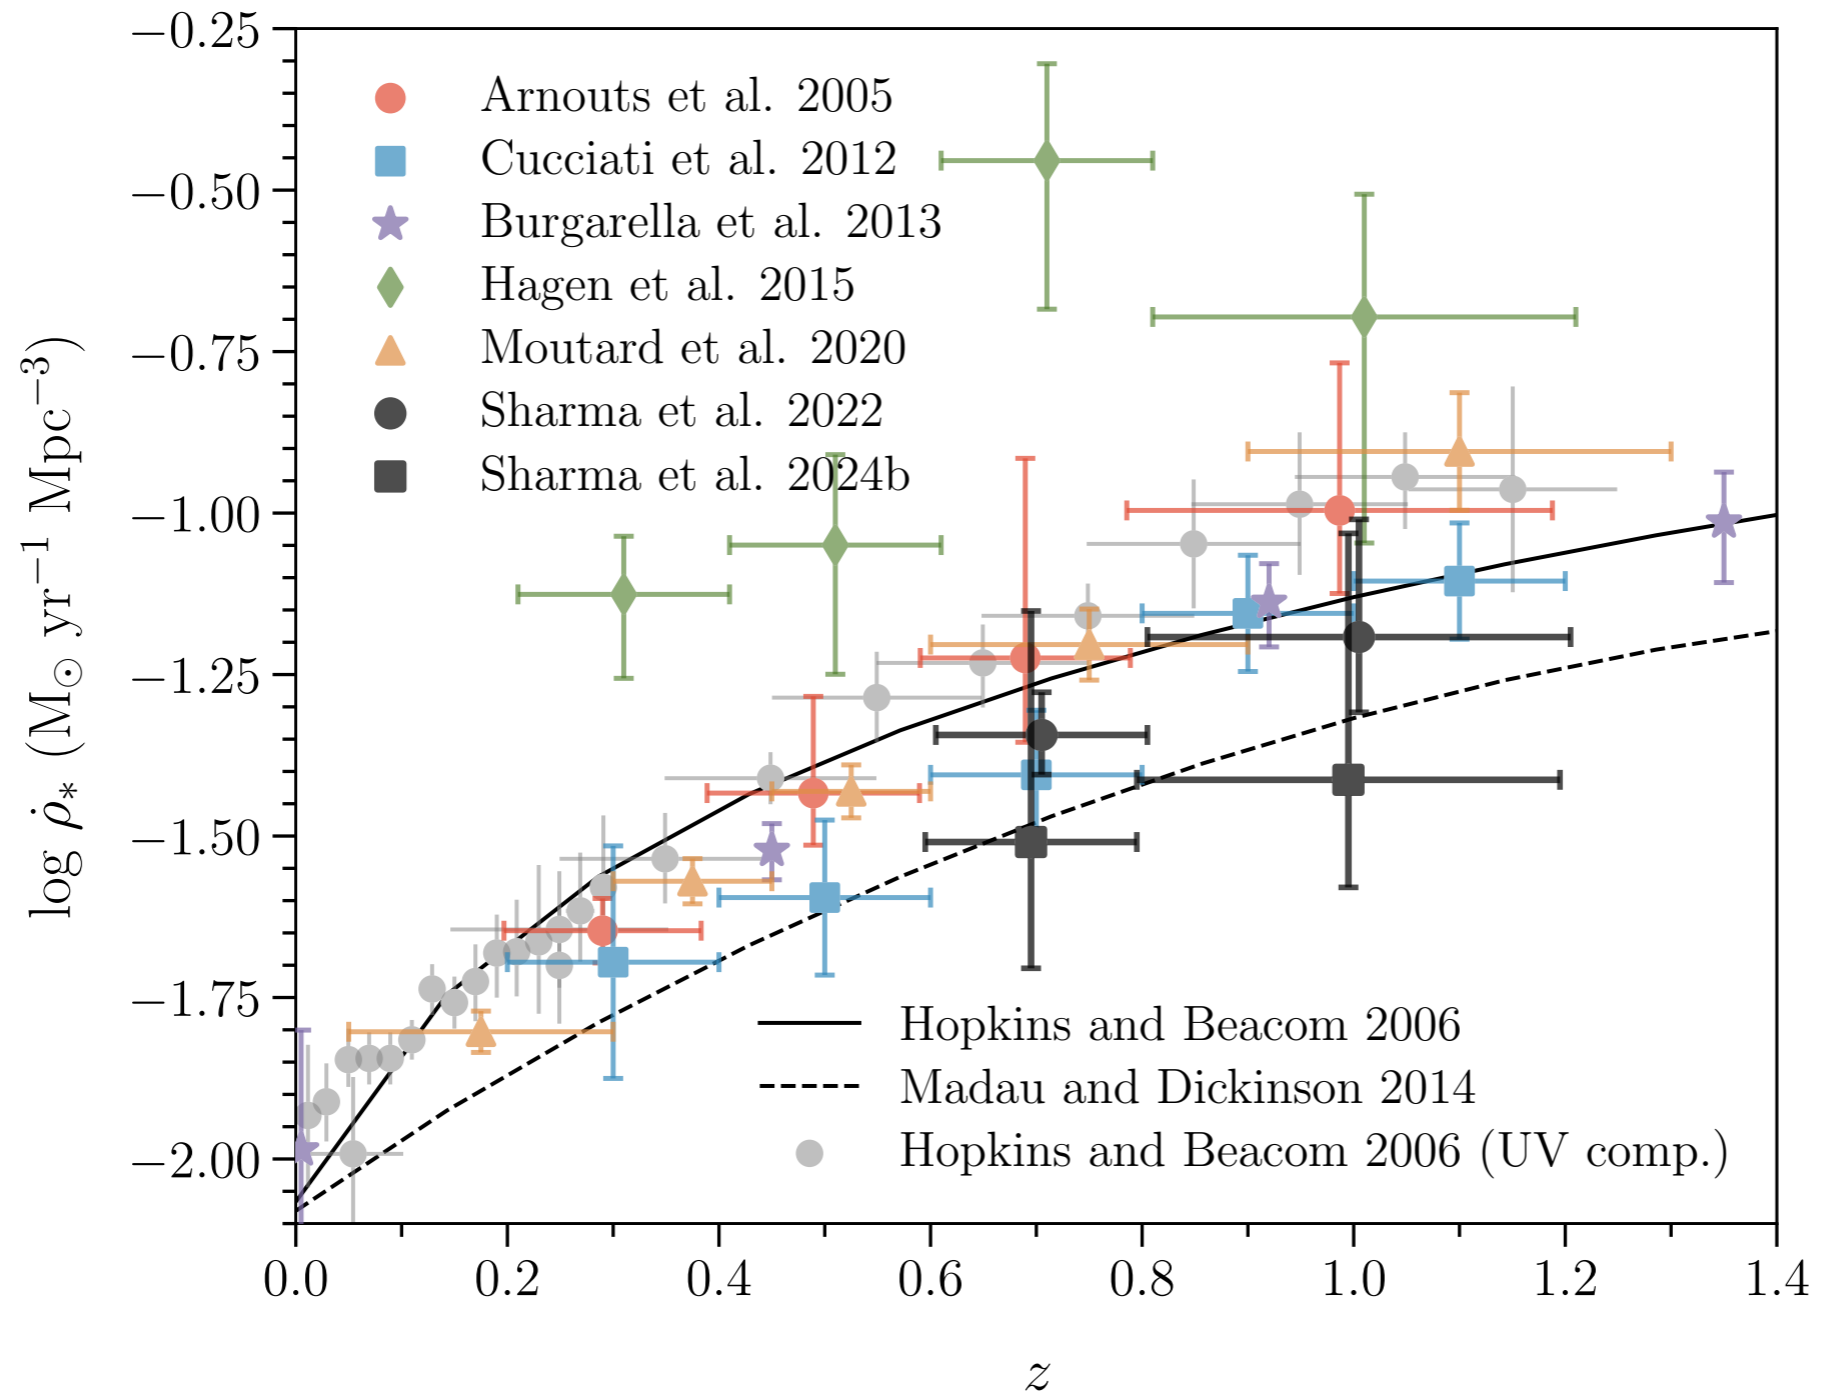 −0.25
−0.50
−0.75
−1.00
−1.25
−1.50
−1.75
−2.00
log ρ̇* (M⊙ yr⁻¹ Mpc⁻³)
Arnouts et al. 2005
Cucciati et al. 2012
Burgarella et al. 2013
Hagen et al. 2015
Moutard et al. 2020
Sharma et al. 2022
Sharma et al. 2024b
Hopkins and Beacom 2006
Madau and Dickinson 2014
Hopkins and Beacom 2006 (UV comp.)
0.0 0.2 0.4 0.6 0.8 1.0 1.2 1.4
z